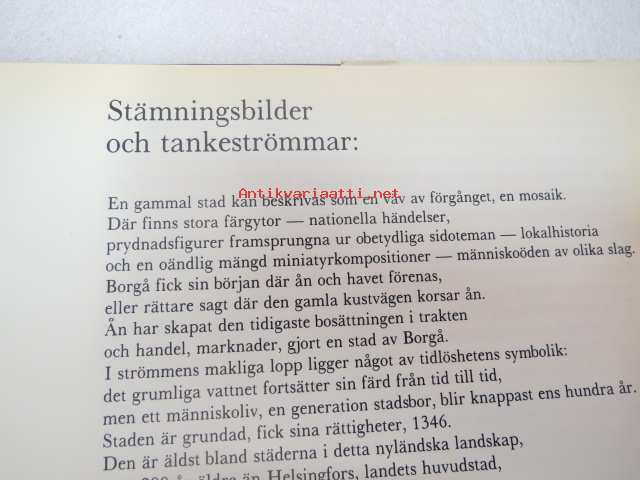 Stämningsbilder
och tankeströmmar:
En gammal stad kan beskrivas som en väv av förgånget, en mosaik.
Antikvariaatti.net
Där finns stora färgytor — nationella händelser,
prydnadsfigurer framsprungna ur obetydliga sidoteman — lokalhistoria
och en oändlig mängd miniatyrkompositioner — människoöden av olika slag.
Borgå fick sin början där ån och havet förenas,
eller rättare sagt där den gamla kustvägen korsar ån.
Ån har skapat den tidigaste bosättningen i trakten
och handel, marknader, gjort en stad av Borgå.
I strömmens makliga lopp ligger något av tidlöshetens symbolik:
det grumliga vattnet fortsätter sin färd från tid till tid,
men ett människoliv, en generation stadsbor, blir knappast ens hundra år.
Staden är grundad, fick sina rättigheter, 1346.
Den är äldst bland städerna i detta nyländska landskap,
200 år äldre än Helsingfors, landets huvudstad,